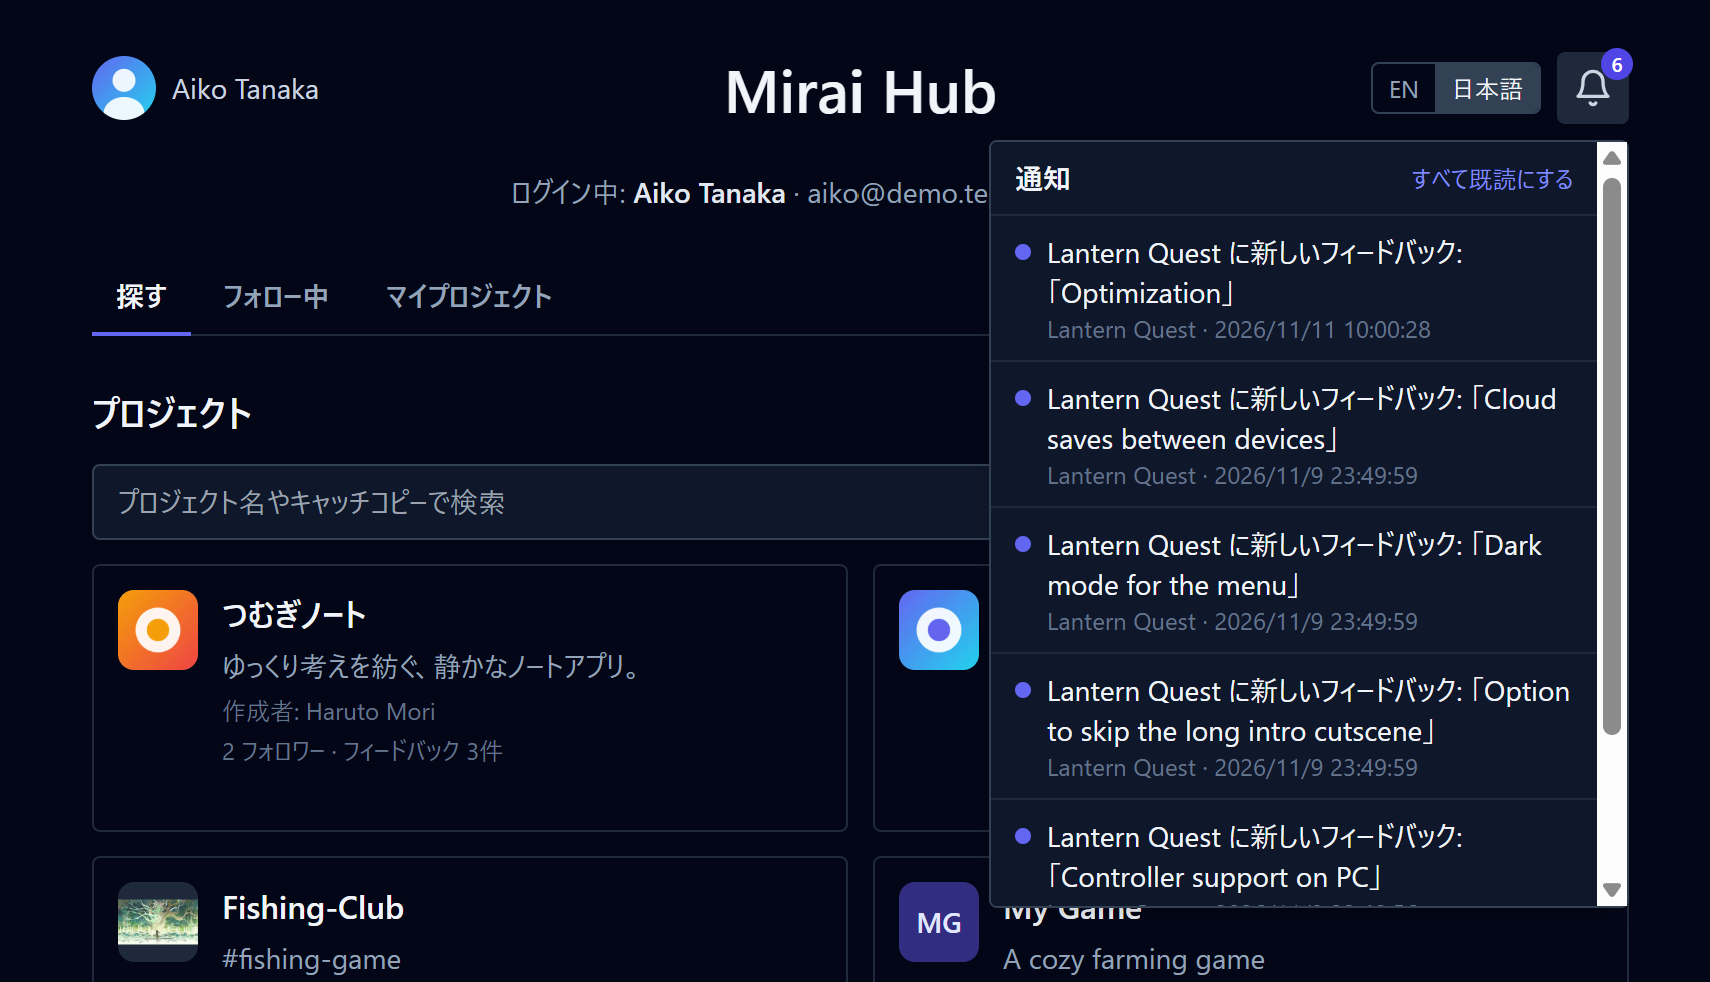 Aiko Tanaka
Mirai Hub
EN
日本語
6
ログイン中: Aiko Tanaka · aiko@demo.te
通知
すべて既読にする
Lantern Quest に新しいフィードバック:
「Optimization」
Lantern Quest · 2026/11/11 10:00:28
Lantern Quest に新しいフィードバック: 「Cloud
saves between devices」
Lantern Quest · 2026/11/9 23:49:59
Lantern Quest に新しいフィードバック: 「Dark
mode for the menu」
Lantern Quest · 2026/11/9 23:49:59
Lantern Quest に新しいフィードバック: 「Option
to skip the long intro cutscene」
Lantern Quest · 2026/11/9 23:49:59
Lantern Quest に新しいフィードバック:
「Controller support on PC」
探す
フォロー中
マイプロジェクト
プロジェクト
プロジェクト名やキャッチコピーで検索
つむぎノート
ゆっくり考えを紡ぐ、静かなノートアプリ。
作成者: Haruto Mori
2 フォロワー · フィードバック 3件
Fishing-Club
#fishing-game
MG
My Game
A cozy farming game